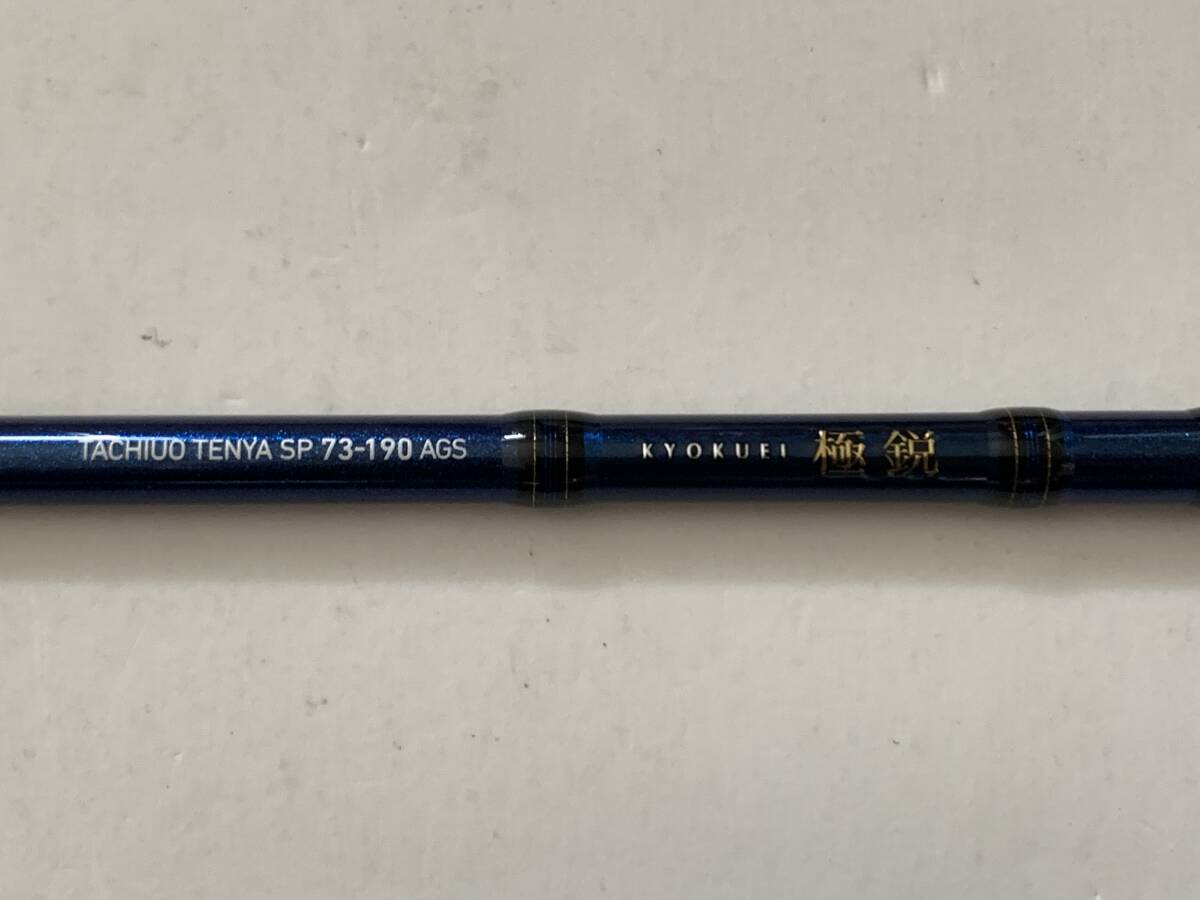 TACHIUO TENYA SP 73-190 AGS KYOKUEI 極鋭